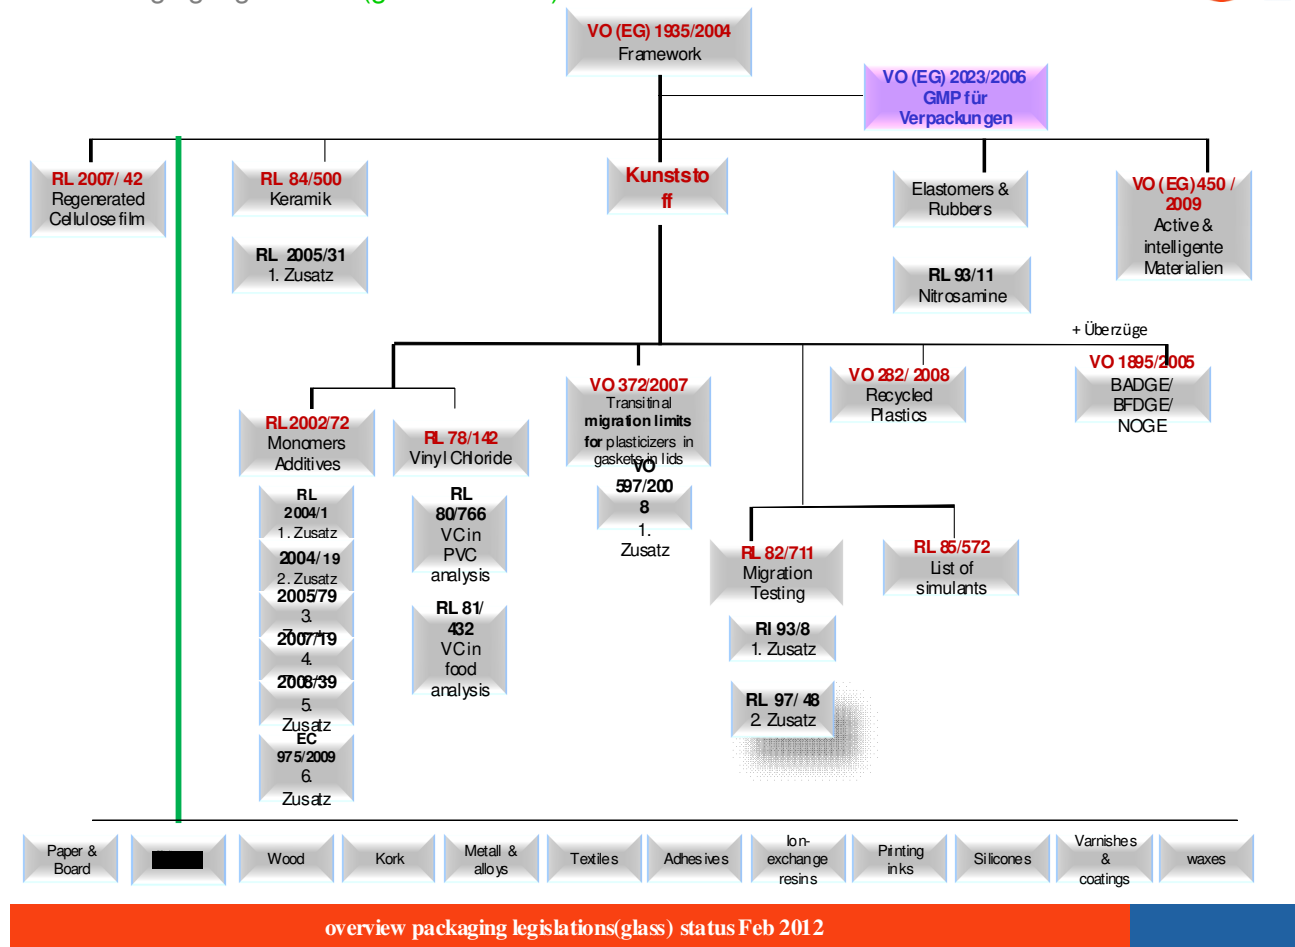 VO (EG) 1935/2004
Framework
VO (EG) 2023/2006
GMP für
Verpackungen
RL 2007/ 42
Regenerated
Cellulose film
RL 84/500
Keramik
RL 2005/31
1. Zusatz
Kunststo
ff
Elastomers &
Rubbers
RL 93/11
Nitrosamine
VO (EG) 450 /
2009
Active &
intelligente
Materialien
+ Überzüge
RL 2002/72
Monomers
Additives
RL
2004/1
1. Zusatz
2004/ 19
2. Zusatz
2005/79
3.
2007/19
4.
2008/39
5.
Zusatz
EC
975/2009
6.
Zusatz
RL 78/142
Vinyl Chloride
RL
80/766
VC in
PVC
analysis
RL 81/
432
VC in
food
analysis
VO 372/2007
Transitinal
migration limits
for plasticizers in
gaskets in lids
VO
597/200
8
1.
Zusatz
RL 82/711
Migration
Testing
RI 93/8
1. Zusatz
RL 97/ 48
2. Zusatz
RL 85/572
List of
simulants
VO 282/ 2008
Recycled
Plastics
VO 1895/2005
BADGE/
BFDGE/
NOGE
Paper &
Board
Wood
Kork
Metall &
alloys
Textiles
Adhesives
Ion-
exchange
resins
Printing
inks
Silicones
Varnishes
&
coatings
waxes
overview packaging legislations(glass) status Feb 2012